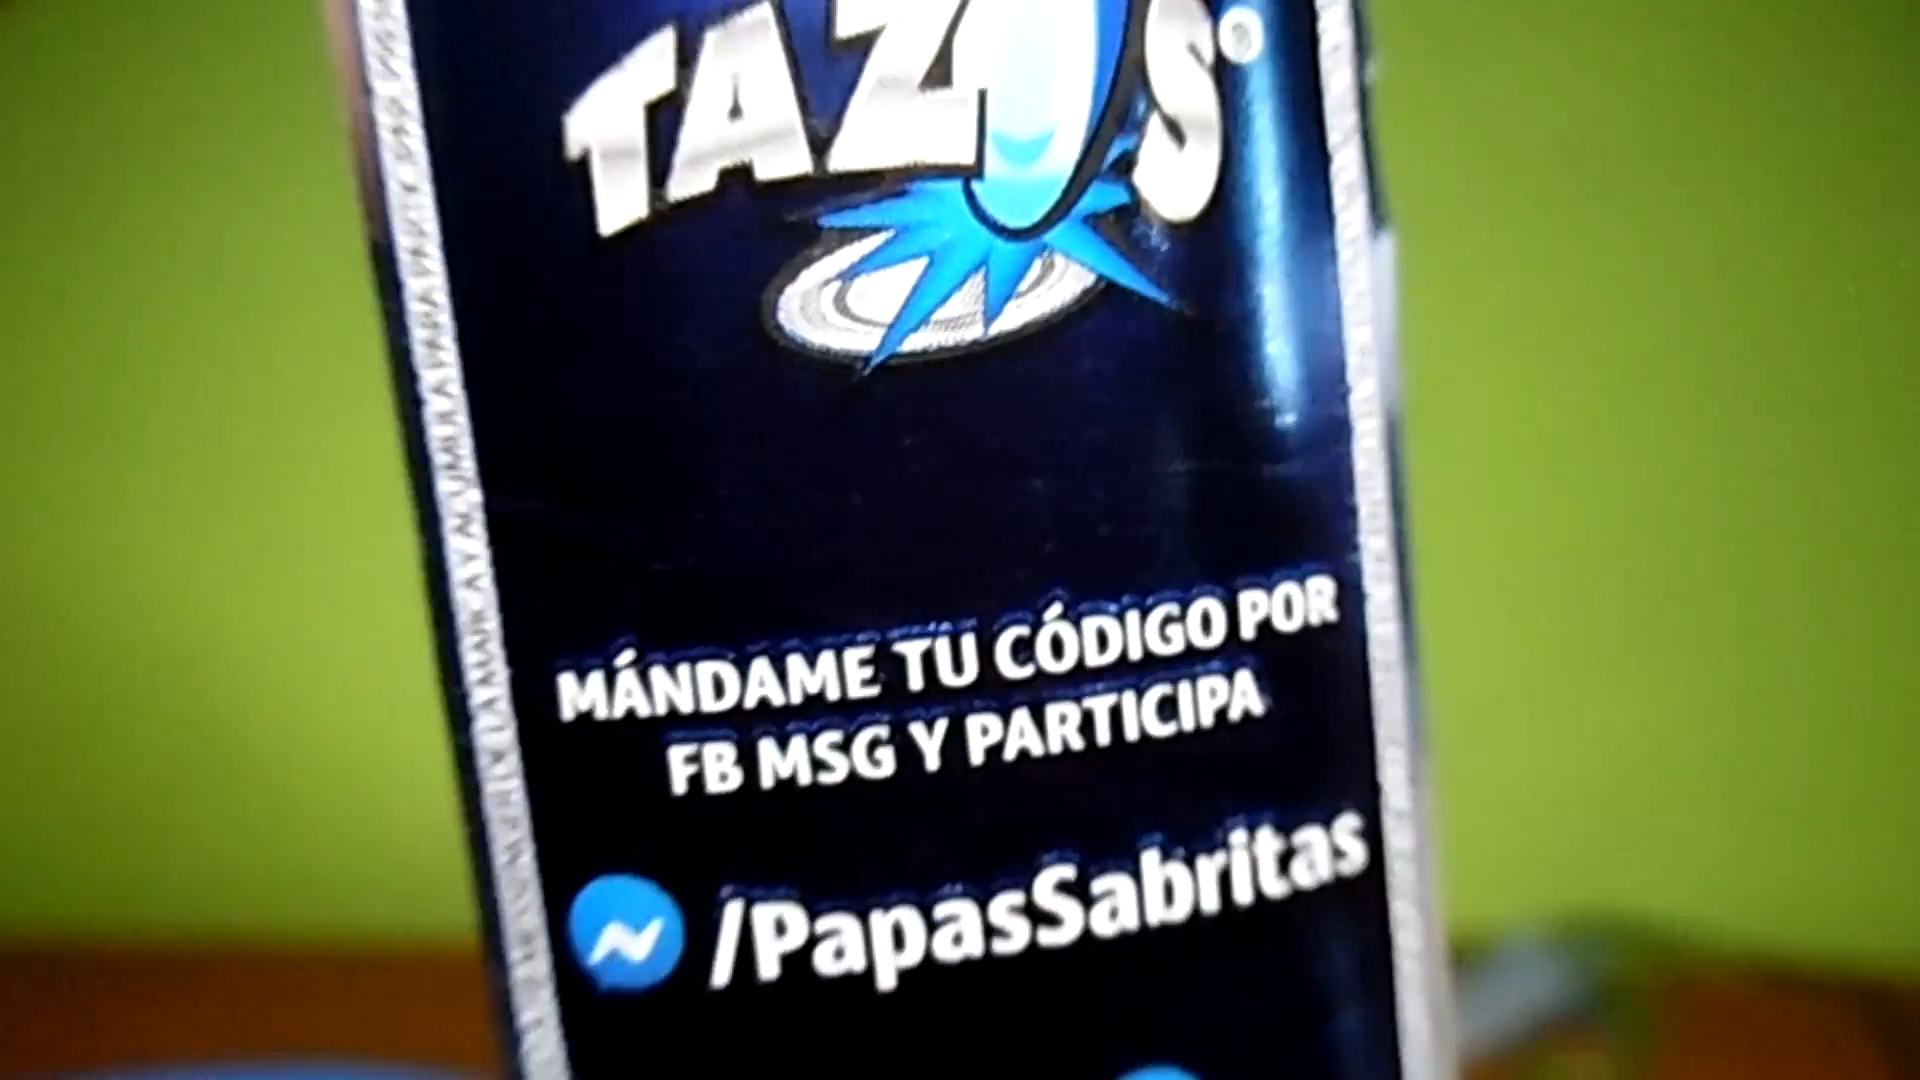 TAZOS®
MÁNDAME TU CÓDIGO POR
FB MSG Y PARTICIPA
/PapasSabritas